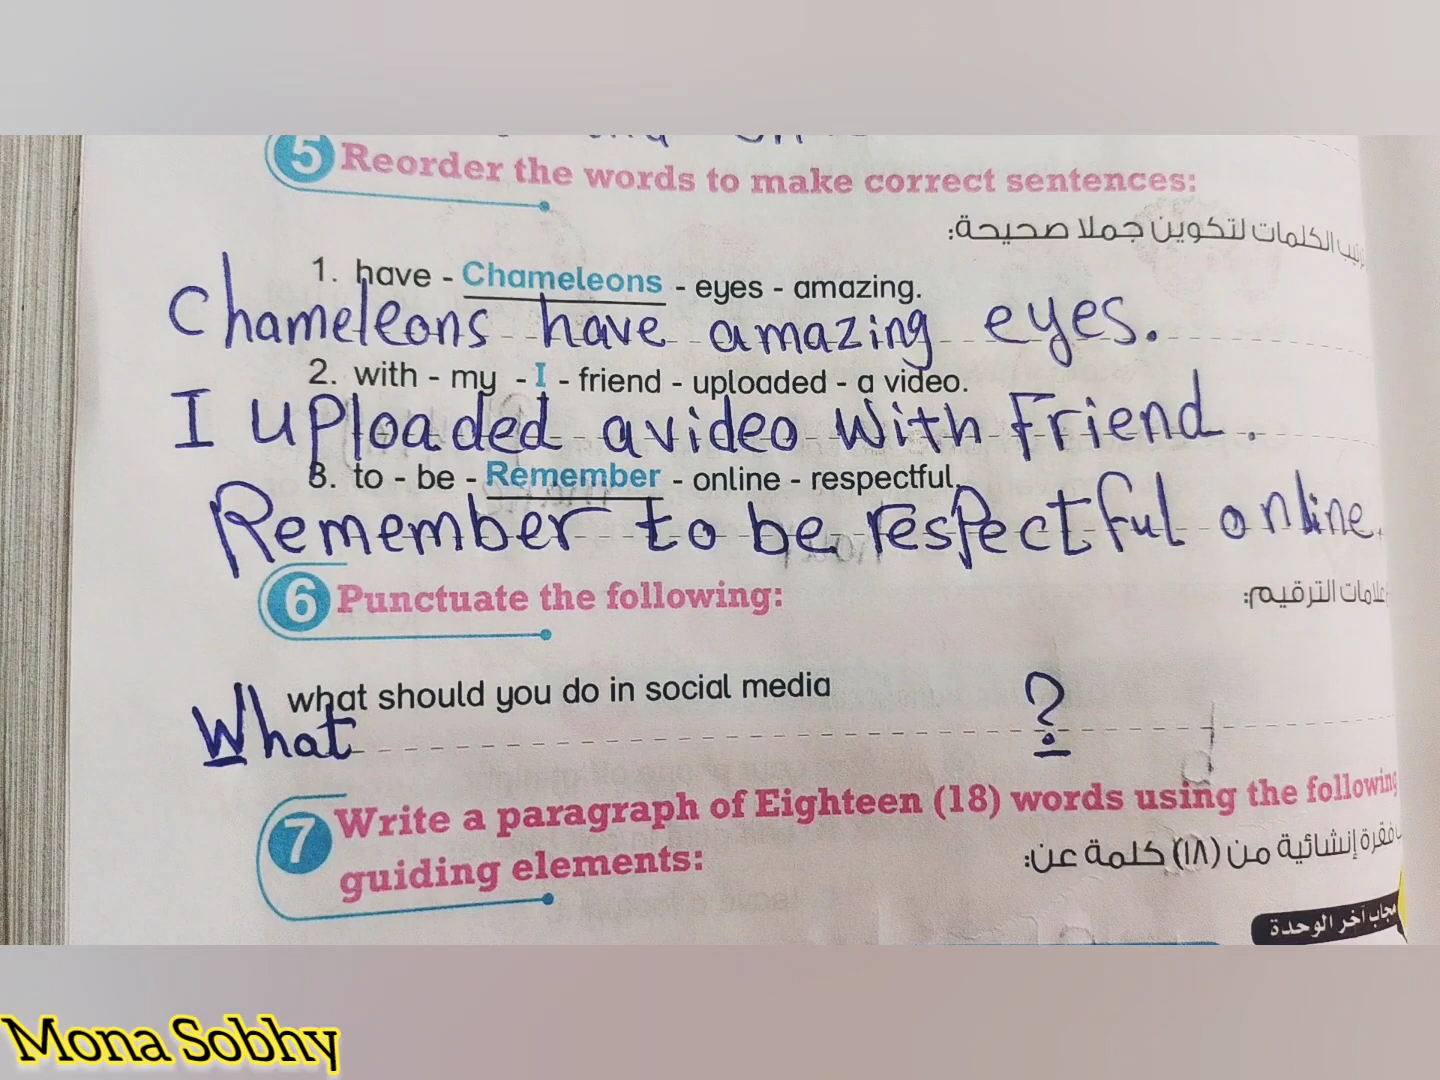 5 Reorder the words to make correct sentences:
الكلمات لتكوين جملا صحيحة:
1. have - Chameleons - eyes - amazing.
Chameleons have amazing eyes.
2. with - my - I - friend - uploaded - a video.
I uploaded a video with Friend.
3. to - be - Remember - online - respectful.
Remember to be respectful online.
6 Punctuate the following:
علامات الترقيم:
what should you do in social media
What ?
7 Write a paragraph of Eighteen (18) words using the following
guiding elements:
فقرة إنشائية من (١٨) كلمة عن:
مجاب آخر الوحدة
Mona Sobhy